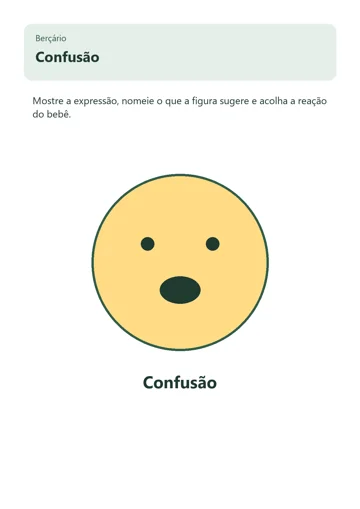 Berçário
Confusão
Mostre a expressão, nomeie o que a figura sugere e acolha a reação
do bebê.
Confusão